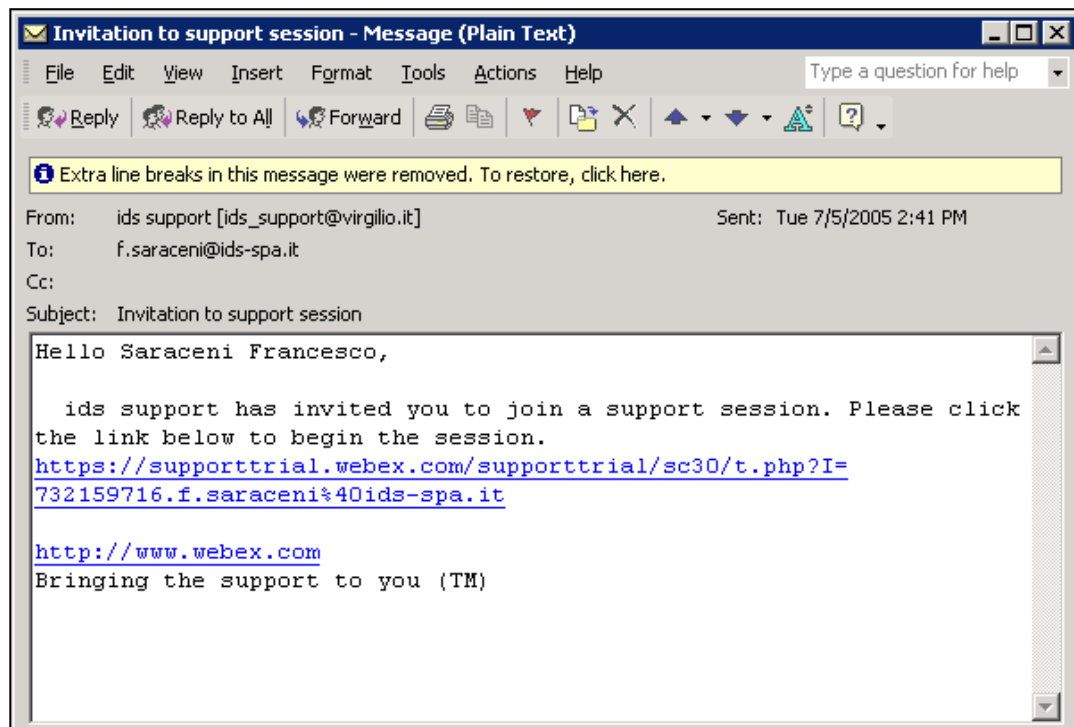 Invitation to support session - Message (Plain Text)
File Edit View Insert Format Tools Actions Help Type a question for help
Reply Reply to All Forward
Extra line breaks in this message were removed. To restore, click here.
From: ids support [ids_support@virgilio.it] Sent: Tue 7/5/2005 2:41 PM
To: f.saraceni@ids-spa.it
Cc:
Subject: Invitation to support session
Hello Saraceni Francesco,
ids support has invited you to join a support session. Please click
the link below to begin the session.
https://supporttrial.webex.com/supporttrial/sc30/t.php?I=
732159716.f.saraceni%40ids-spa.it
http://www.webex.com
Bringing the support to you (TM)